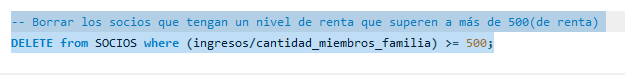 -- Borrar los socios que tengan un nivel de renta que superen a más de 500(de renta)
DELETE from SOCIOS where (ingresos/cantidad_miembros_familia) >= 500;